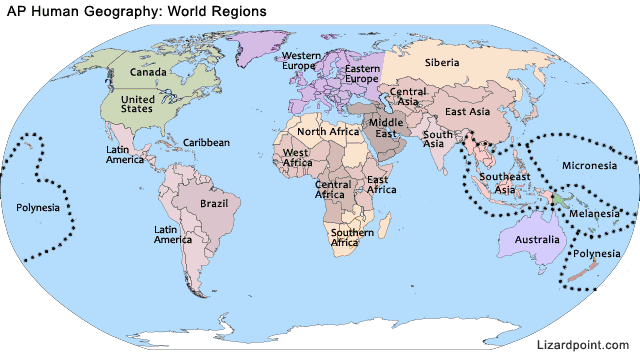 AP Human Geography: World Regions
Canada
United
States
Latin
America
Caribbean
Brazil
Latin
America
Polynesia
Western
Europe
Eastern
Europe
Siberia
Central
Asia
East Asia
Middle
East
South
Asia
North Africa
West
Africa
Central
Africa
East
Africa
Southern
Africa
Southeast
Asia
Micronesia
Melanesia
Australia
Polynesia
Lizardpoint.com